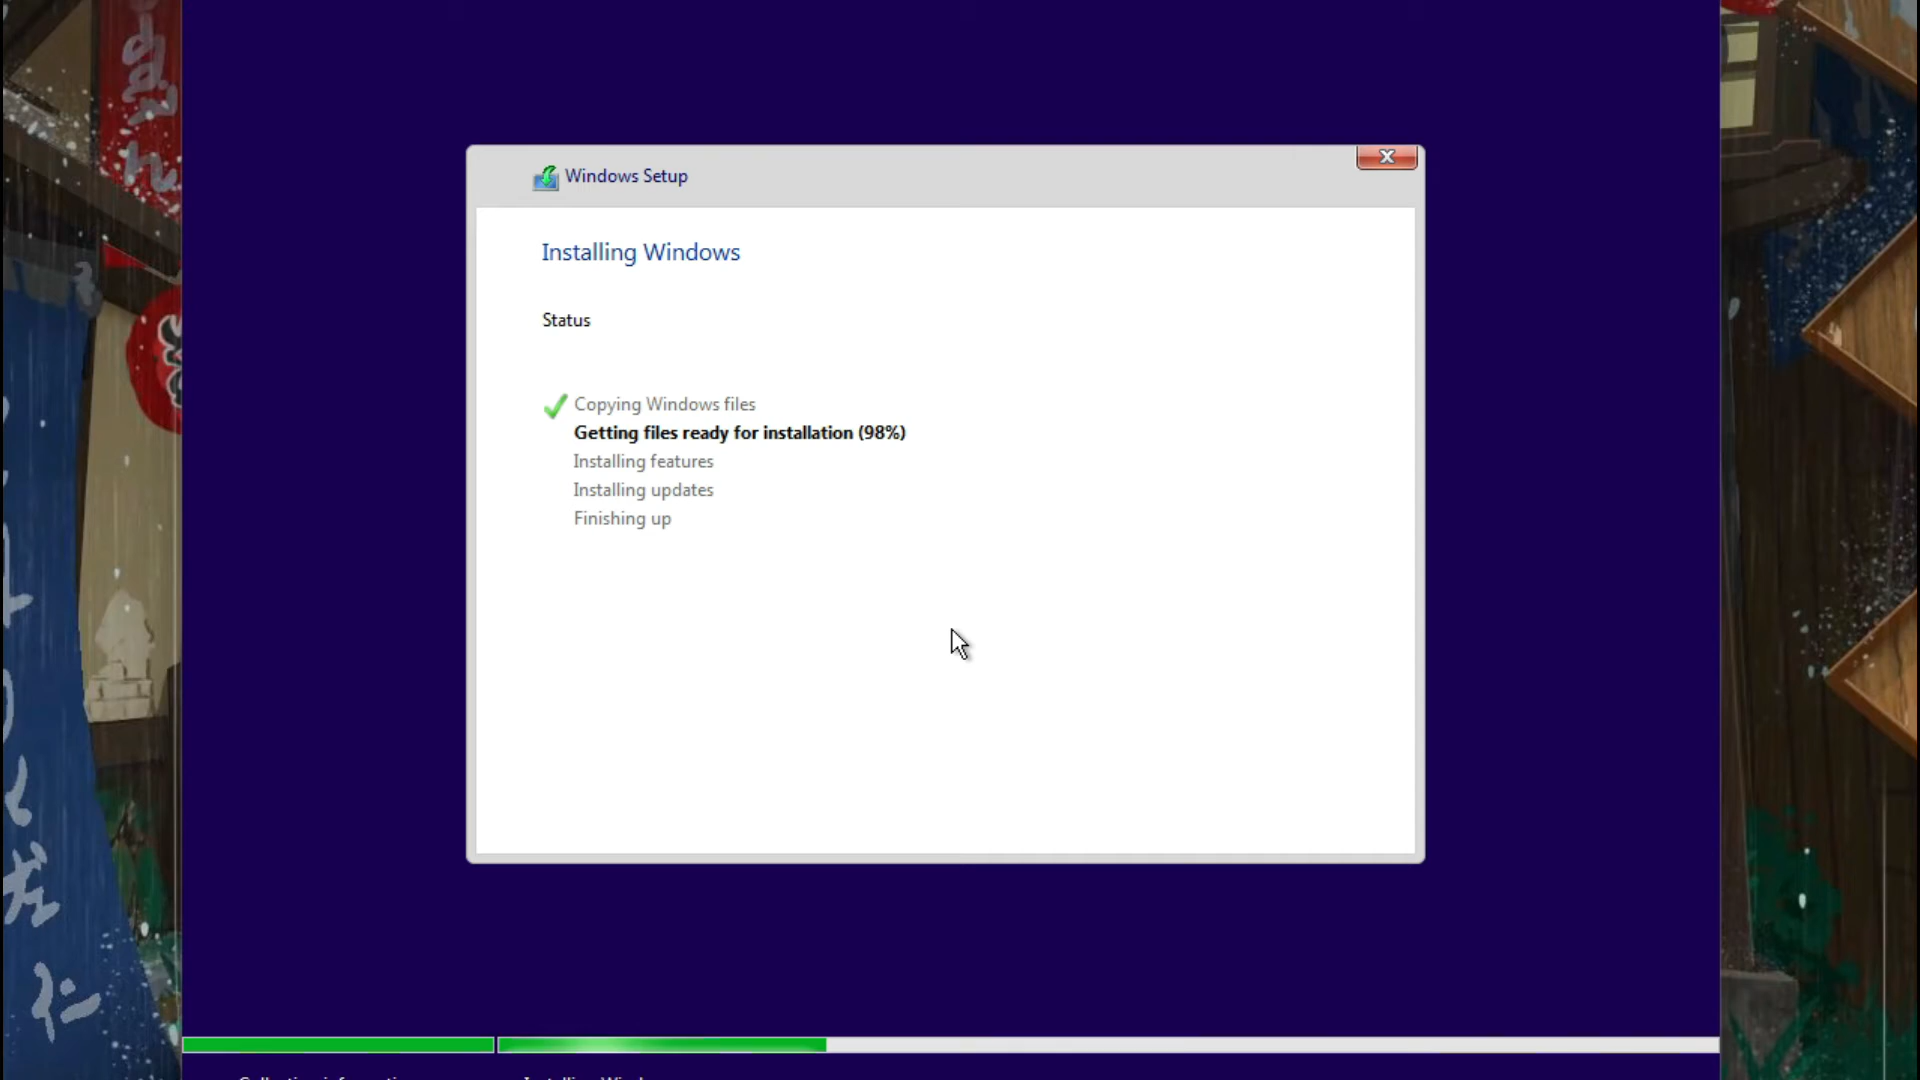 Windows Setup
Installing Windows
Status
Copying Windows files
Getting files ready for installation (98%)
Installing features
Installing updates
Finishing up